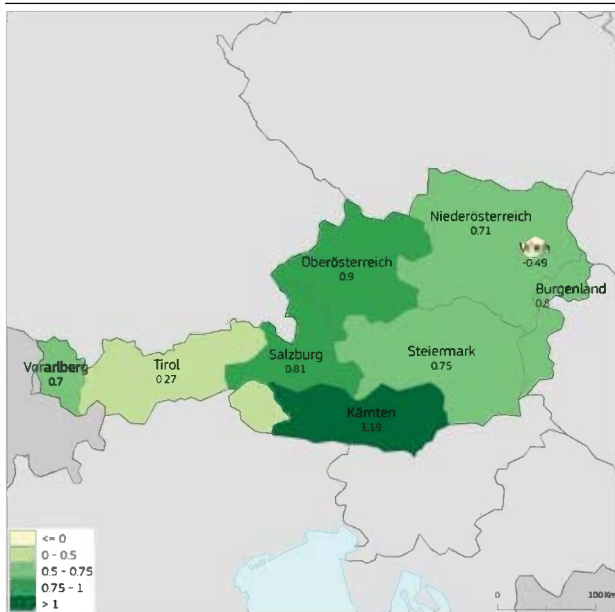 Niederösterreich
0.71
-0.49
Oberösterreich
0.9
Burgenland
0.8
Steiermark
0.75
Salzburg
0.81
Tirol
0.27
Vorarlberg
0.7
Kärnten
1.19
<= 0
0 - 0.5
0.5 - 0.75
0.75 - 1
> 1
0